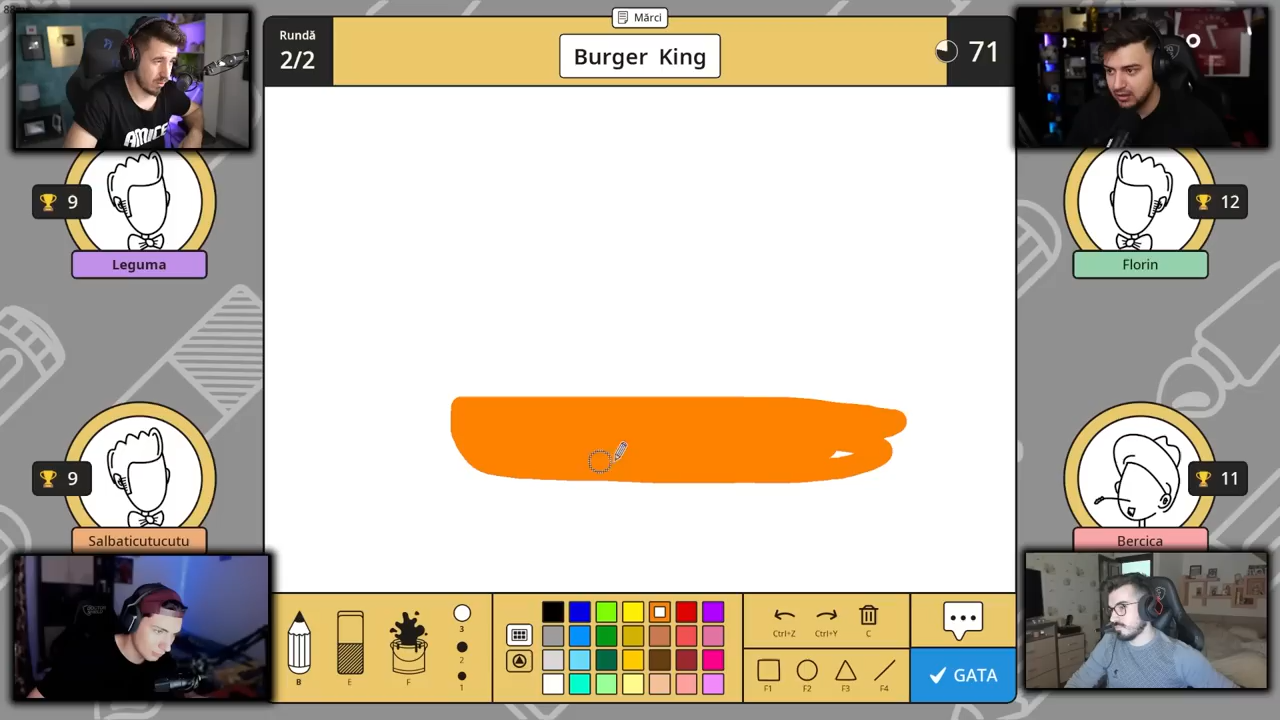 Mărci
Rundă
2/2
Burger King
71
AMICE
9
Leguma
12
Florin
9
Salbaticutucutu
11
Bercica
B
E
F
3
2
1
Ctrl+Z
Ctrl+Y
C
F1
F2
F3
F4
GATA